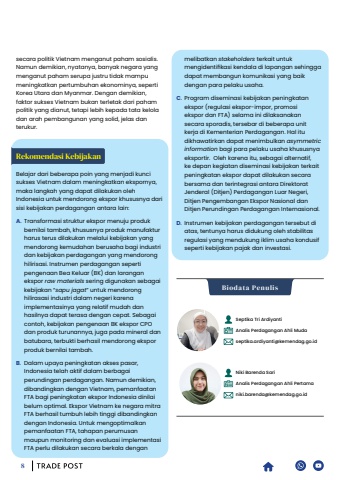 secara politik Vietnam menganut paham sosialis.
Namun demikian, nyatanya, banyak negara yang
menganut paham serupa justru tidak mampu
meningkatkan pertumbuhan ekonominya, seperti
Korea Utara dan Myanmar. Dengan demikian,
faktor sukses Vietnam bukan terletak dari paham
politik yang dianut, tetapi lebih kepada tata kelola
dan arah pembangunan yang solid, jelas dan
terukur.
Rekomendasi Kebijakan
Belajar dari beberapa poin yang menjadi kunci
sukses Vietnam dalam meningkatkan ekspornya,
maka langkah yang dapat dilakukan oleh
Indonesia untuk mendorong ekspor khususnya dari
sisi kebijakan perdagangan antara lain:
A. Transformasi struktur ekspor menuju produk
bernilai tambah, khususnya produk manufaktur
harus terus dilakukan melalui kebijakan yang
mendorong kemudahan berusaha bagi industri
dan kebijakan perdagangan yang mendorong
hilirisasi. Instrumen perdagangan seperti
pengenaan Bea Keluar (BK) dan larangan
ekspor raw materials sering digunakan sebagai
kebijakan "sapu jagat" untuk mendorong
hilirasasi industri dalam negeri karena
implementasinya yang relatif mudah dan
hasilnya dapat terasa dengan cepat. Sebagai
contoh, kebijakan pengenaan BK ekspor CPO
dan produk turunannya, juga pada mineral dan
batubara, terbukti berhasil mendorong ekspor
produk bernilai tambah.
B. Dalam upaya peningkatan akses pasar,
Indonesia telah aktif dalam berbagai
perundingan perdagangan. Namun demikian,
dibandingkan dengan Vietnam, pemanfaatan
FTA bagi peningkatan ekspor Indonesia dinilai
belum optimal. Ekspor Vietnam ke negara mitra
FTA berhasil tumbuh lebih tinggi dibandingkan
dengan Indonesia. Untuk mengoptimalkan
pemanfaatan FTA, tahapan perumusan
maupun monitoring dan evaluasi implementasi
FTA perlu dilakukan secara berkala dengan
melibatkan stakeholders terkait untuk
mengidentifikasi kendala di lapangan sehingga
dapat membangun komunikasi yang baik
dengan para pelaku usaha.
C. Program diseminasi kebijakan peningkatan
ekspor (regulasi ekspor-impor, promosi
ekspor dan FTA) selama ini dilaksanakan
secara sporadis, tersebar di beberapa unit
kerja di Kementerian Perdagangan. Hal itu
dikhawatirkan dapat menimbulkan asymmetric
information bagi para pelaku usaha khususnya
eksportir. Oleh karena itu, sebagai alternatif,
ke depan kegiatan diseminasi kebijakan terkait
peningkatan ekspor dapat dilakukan secara
bersama dan terintegrasi antara Direktorat
Jenderal (Ditjen) Perdagangan Luar Negeri,
Ditjen Pengembangan Ekspor Nasional dan
Ditjen Perundingan Perdagangan Internasional.
D. Instrumen kebijakan perdagangan tersebut di
atas, tentunya harus didukung oleh stabilitas
regulasi yang mendukung iklim usaha kondusif
seperti kebijakan pajak dan investasi.
Biodata Penulis
Septika Tri Ardiyanti
Analis Perdagangan Ahli Muda
septika.ardiyanti@kemendag.go.id
Niki Barenda Sari
Analis Perdagangan Ahli Pertama
niki.barenda@kemendag.go.id
8 | TRADE POST